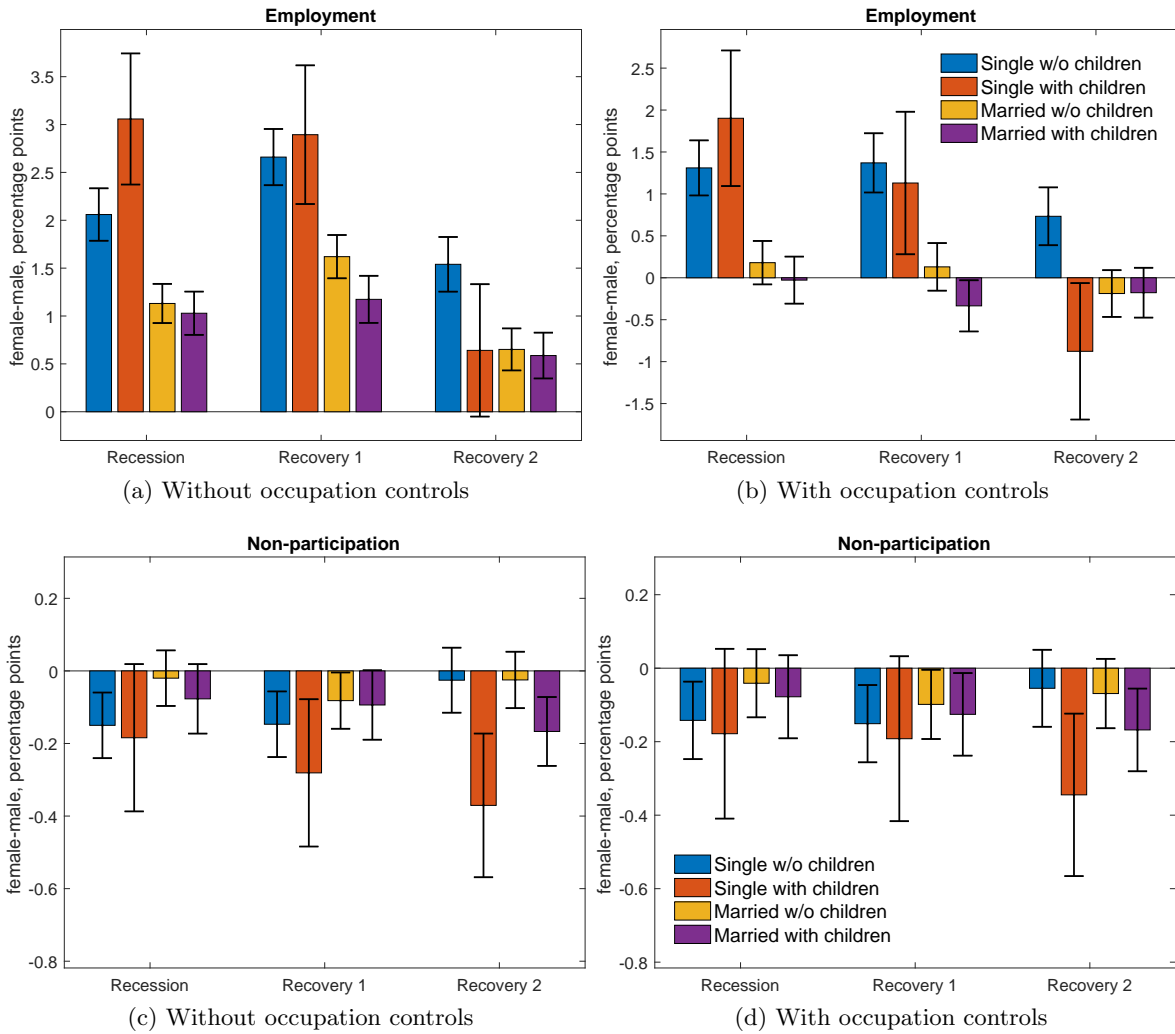 Employment
female-male, percentage points
3.5
3
2.5
2
1.5
1
0.5
0
Recession Recovery 1 Recovery 2
(a) Without occupation controls
Employment
female-male, percentage points
2.5
2
1.5
1
0.5
0
-0.5
-1
-1.5
Single w/o children
Single with children
Married w/o children
Married with children
Recession Recovery 1 Recovery 2
(b) With occupation controls
Non-participation
female-male, percentage points
0.2
0
-0.2
-0.4
-0.6
-0.8
Recession Recovery 1 Recovery 2
(c) Without occupation controls
Non-participation
female-male, percentage points
0.2
0
-0.2
-0.4
-0.6
-0.8
Single w/o children
Single with children
Married w/o children
Married with children
Recession Recovery 1 Recovery 2
(d) With occupation controls